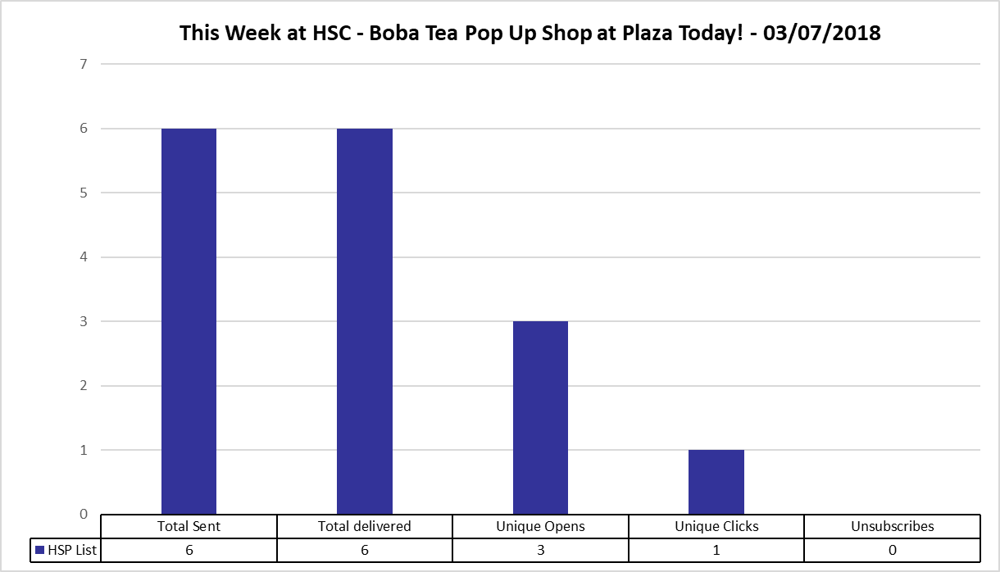 This Week at HSC - Boba Tea Pop Up Shop at Plaza Today! - 03/07/2018
7
6
5
4
3
2
1
0
Total Sent Total delivered Unique Opens Unique Clicks Unsubscribes
HSP List 6 6 3 1 0